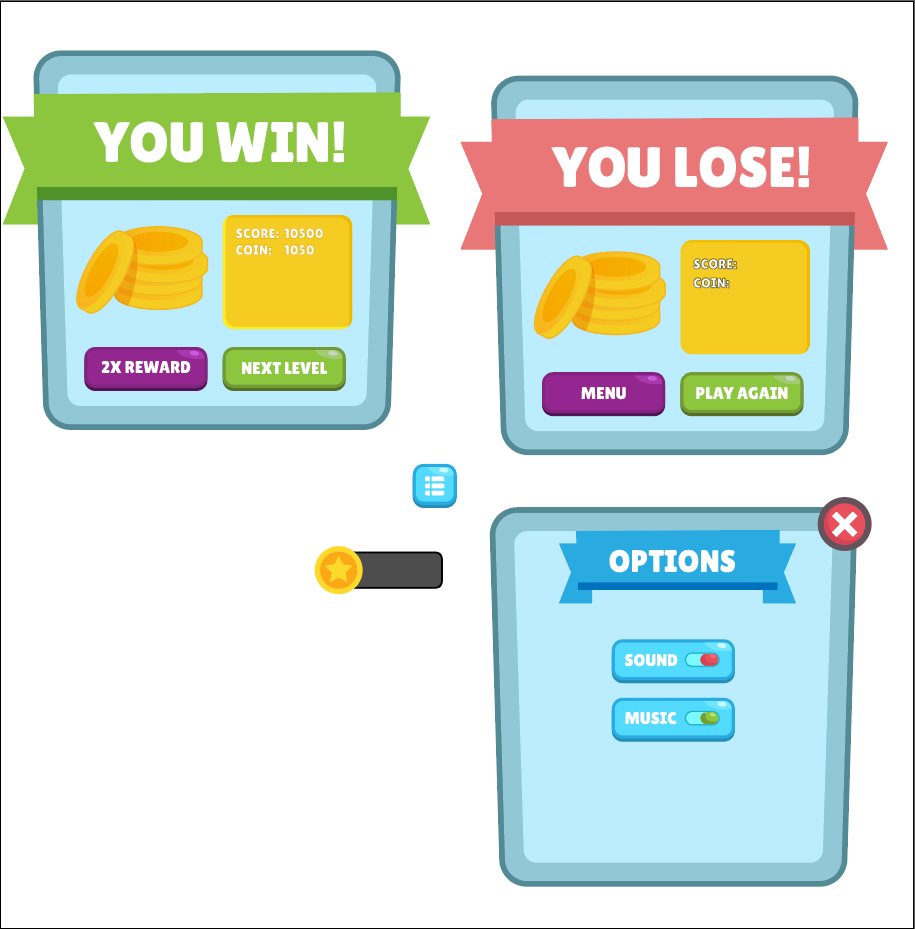 YOU WIN!
SCORE: 10500
COIN: 1050
2X REWARD
NEXT LEVEL
YOU LOSE!
SCORE:
COIN:
MENU
PLAY AGAIN
OPTIONS
SOUND
MUSIC